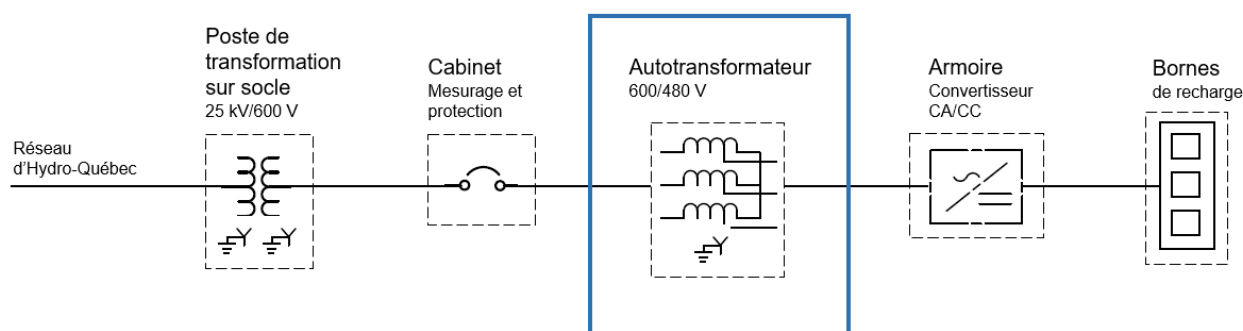 Poste de
transformation
sur socle
25 kV/600 V
Cabinet
Mesurage et
protection
Autotransformateur
600/480 V
Armoire
Convertisseur
CA/CC
Bornes
de recharge
Réseau
d'Hydro-Québec